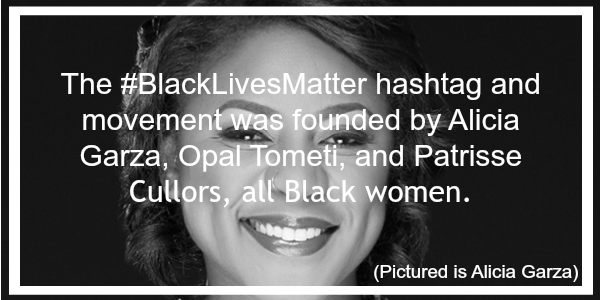 The #BlackLivesMatter hashtag and
movement was founded by Alicia
Garza, Opal Tometi, and Patrisse
Cullors, all Black women.
(Pictured is Alicia Garza)